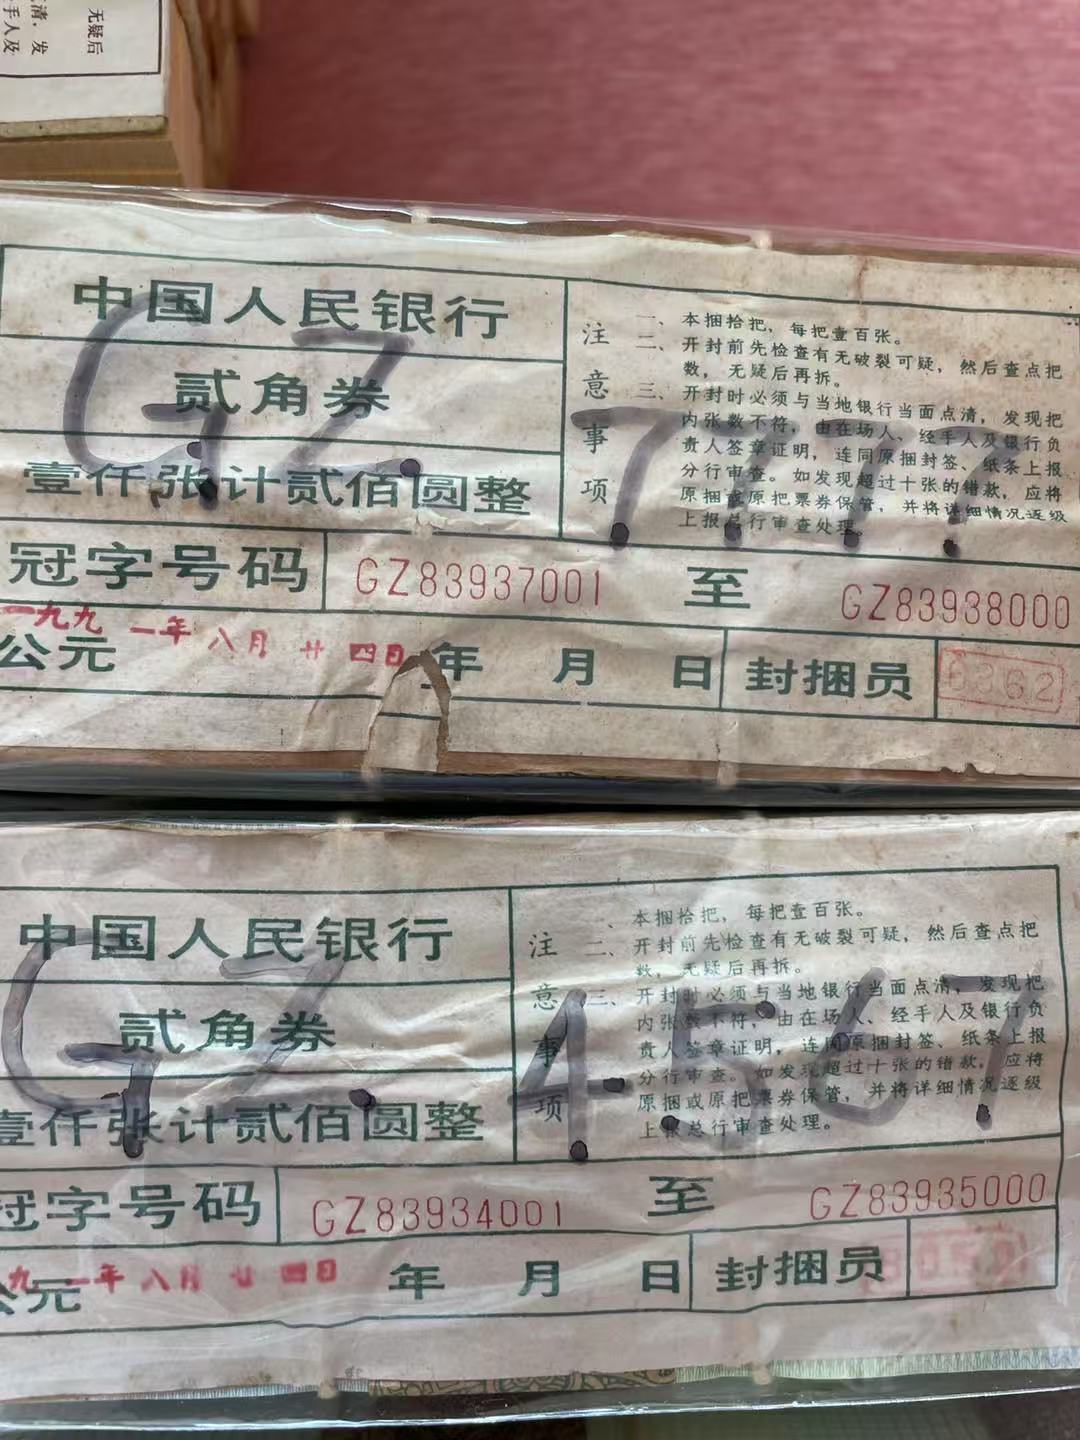 无疑后
清，发
手人及
中国人民银行
贰角券
壹仟张计贰佰圆整
GZ 7777
注意事项
一、本捆拾把，每把壹百张。
二、开封前先检查有无破裂可疑，然后查点把
数，无疑后再拆。
三、开封时必须与当地银行当面点清，发现把
内张数不符，由在场人、经手人及银行负
责人签章证明，连同原捆封签、纸条上报
分行审查。如发现超过十张的错款，应将
原捆或原把票券保管，并将详细情况逐级
上报总行审查处理。
冠字号码 GZ83937001 至 GZ83938000
一九九一年八月廿四日
公元 年 月 日 封捆员 6362
中国人民银行
贰角券
壹仟张计贰佰圆整
GZ 4567
注意事项
一、本捆拾把，每把壹百张。
二、开封前先检查有无破裂可疑，然后查点把
数，无疑后再拆。
三、开封时必须与当地银行当面点清，发现把
内张数不符，由在场人、经手人及银行负
责人签章证明，连同原捆封签、纸条上报
分行审查。如发现超过十张的错款，应将
原捆或原把票券保管，并将详细情况逐级
上报总行审查处理。
冠字号码 GZ83934001 至 GZ83935000
九一年八月廿四日
公元 年 月 日 封捆员